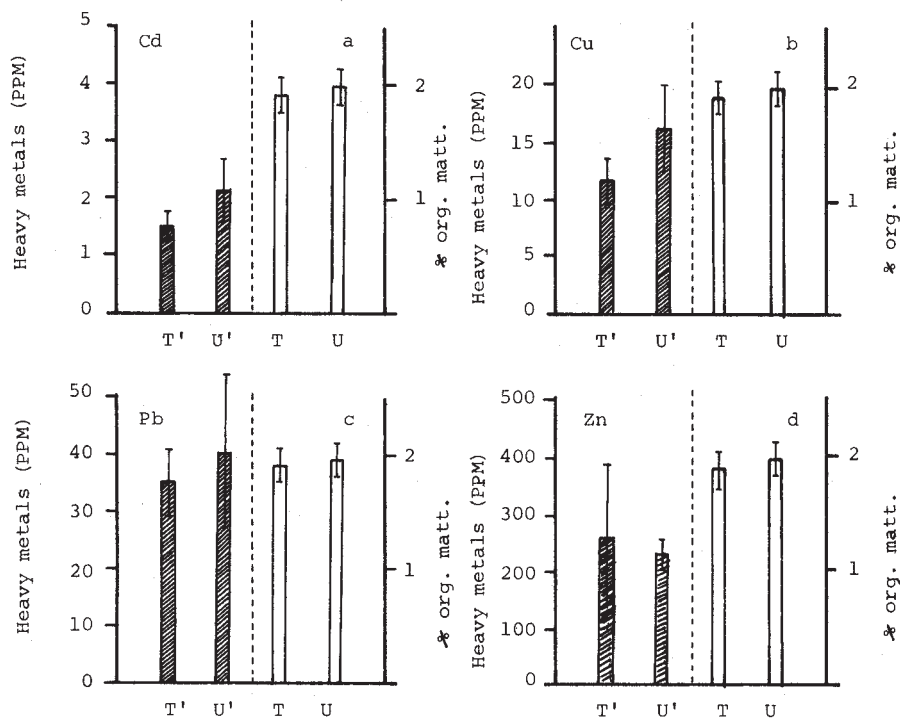 Cd
a
Heavy metals (PPM)
5
4
3
2
1
0
2
1
% org. matt.
T' U' T U
Cu
b
Heavy metals (PPM)
20
15
10
5
0
2
1
% org. matt.
T' U' T U
Pb
c
Heavy metals (PPM)
50
40
30
20
10
0
2
1
% org. matt.
T' U' T U
Zn
d
Heavy metals (PPM)
500
400
300
200
100
0
2
1
% org. matt.
T' U' T U